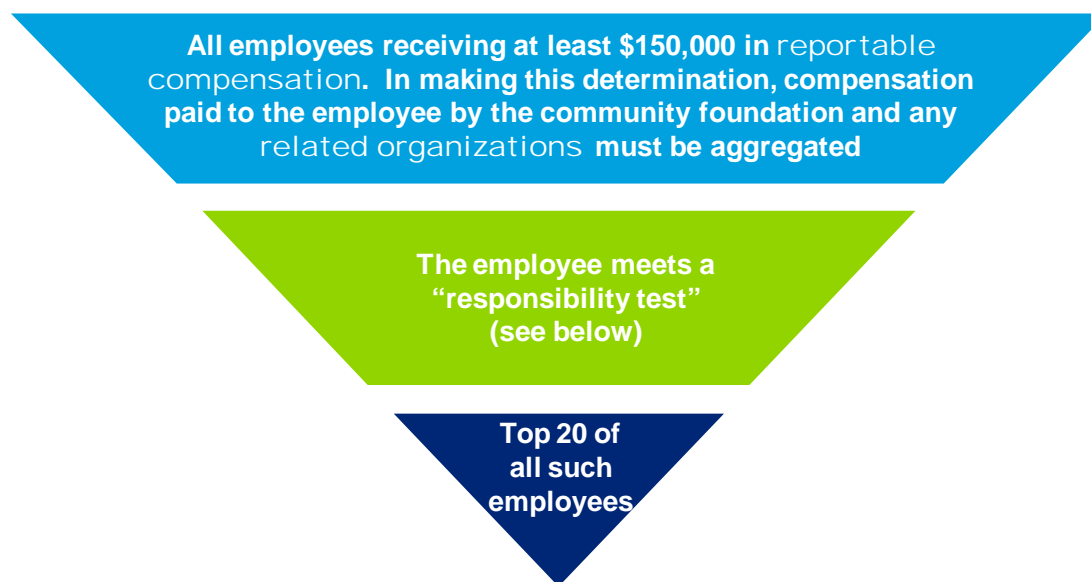 All employees receiving at least $150,000 in reportable
compensation. In making this determination, compensation
paid to the employee by the community foundation and any
related organizations must be aggregated
The employee meets a
“responsibility test”
(see below)
Top 20 of
all such
employees